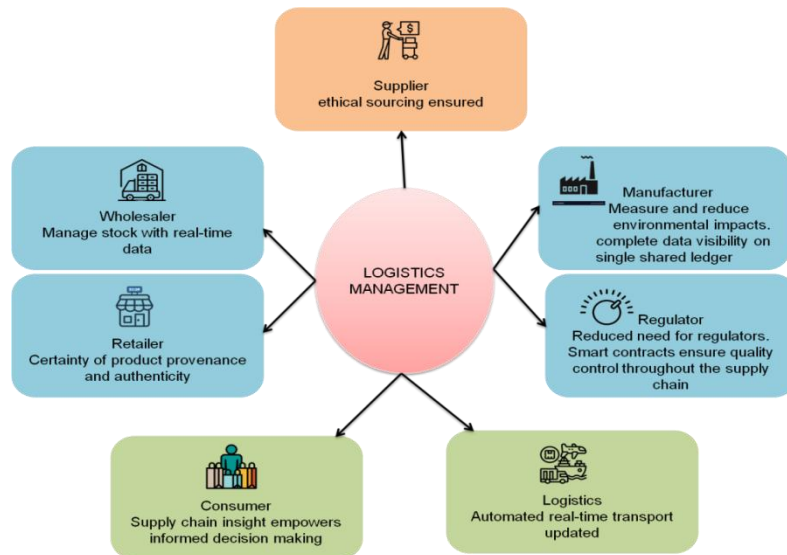 $
Supplier
ethical sourcing ensured
Wholesaler
Manage stock with real-time
data
Manufacturer
Measure and reduce
environmental impacts.
complete data visibility on
single shared ledger
LOGISTICS
MANAGEMENT
Retailer
Certainty of product provenance
and authenticity
Regulator
Reduced need for regulators.
Smart contracts ensure quality
control throughout the supply
chain
Consumer
Supply chain insight empowers
informed decision making
Logistics
Automated real-time transport
updated